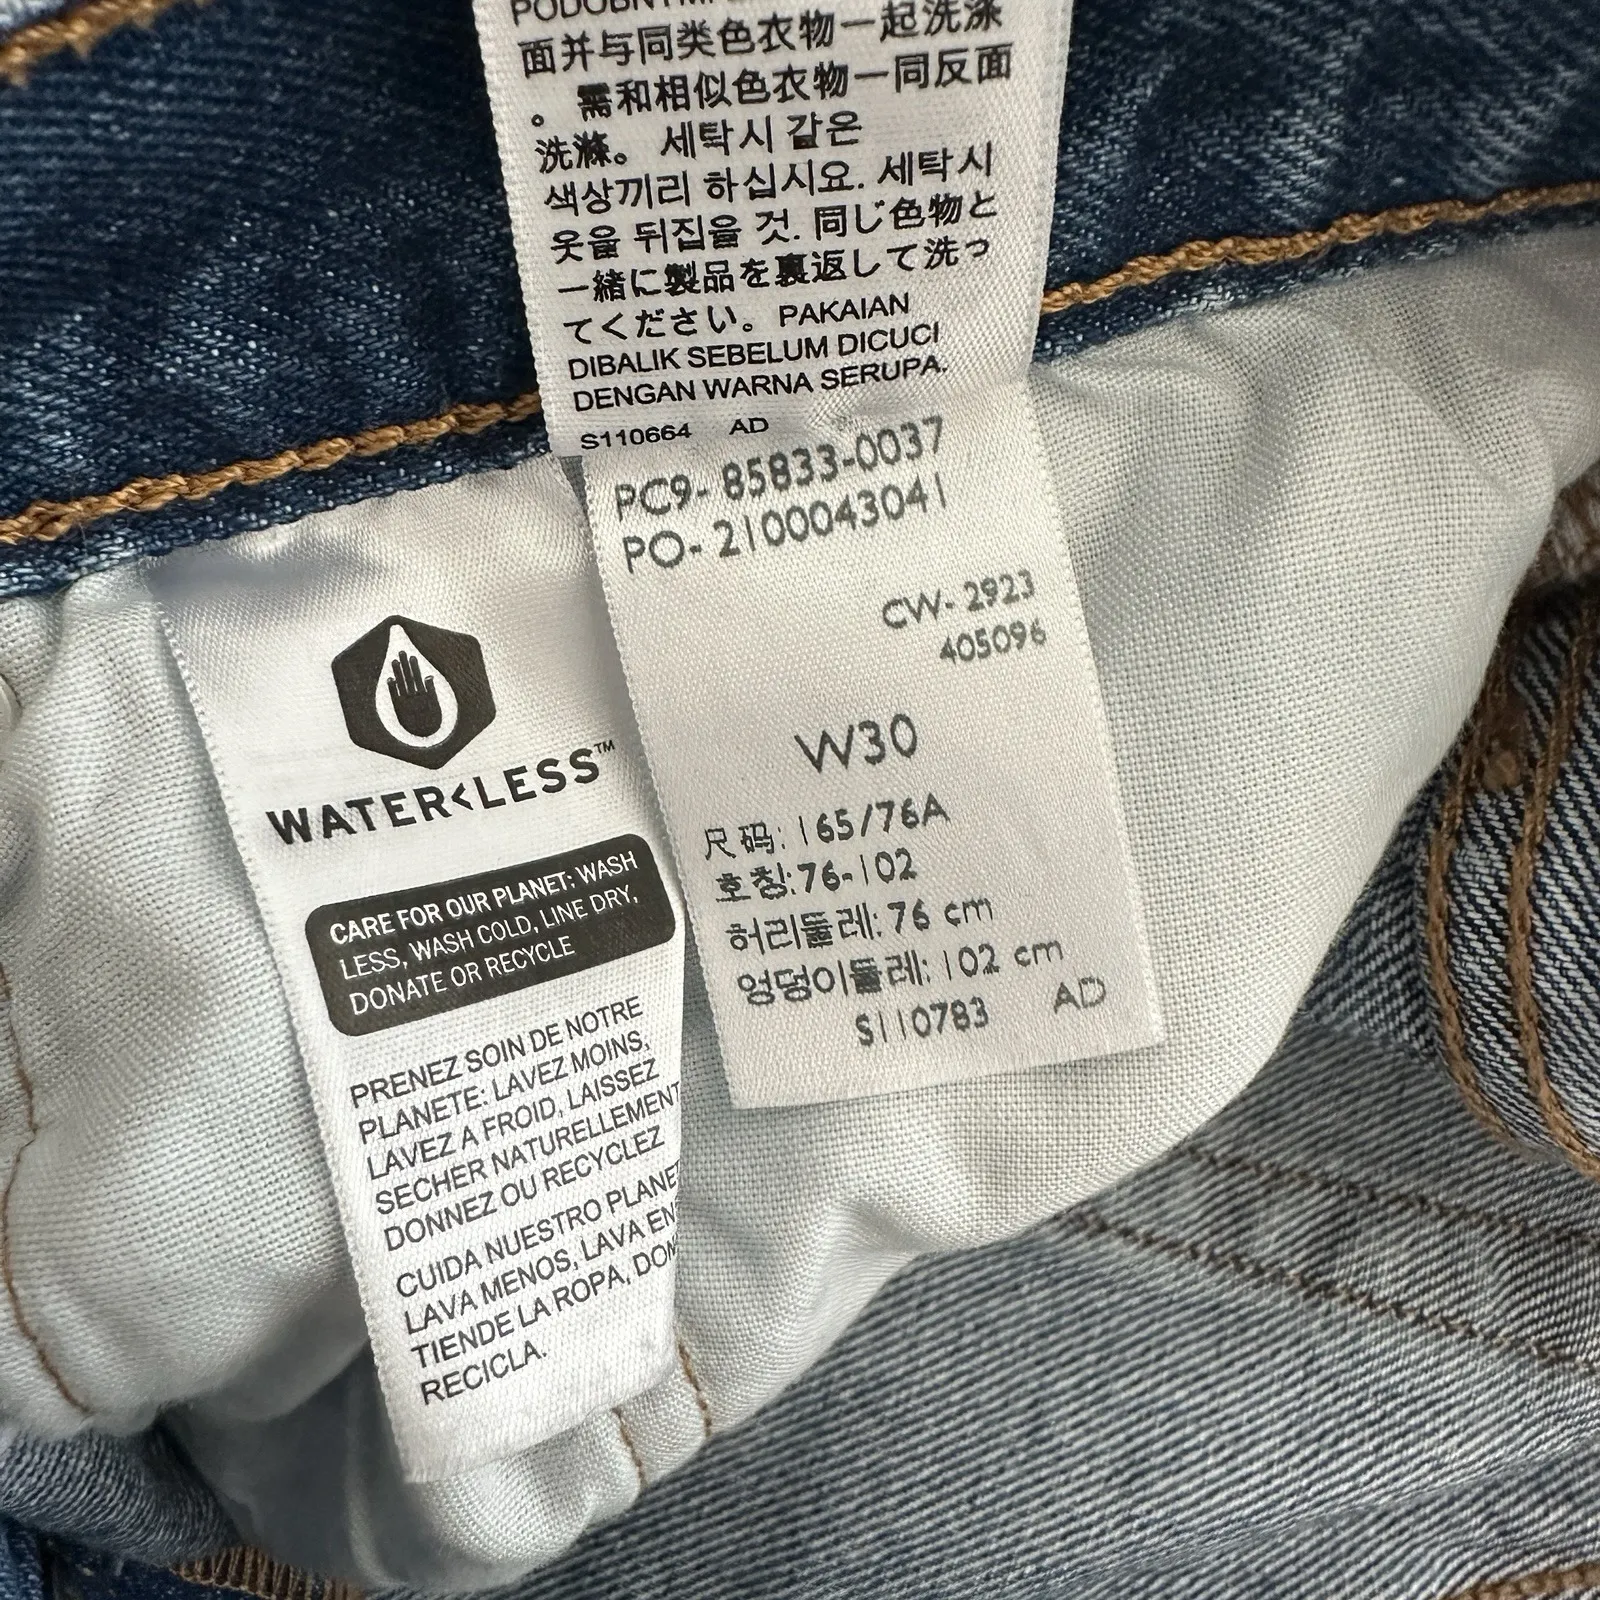 面并与同类色衣物一起洗涤
。 需和相似色衣物一同反面
洗滌。 세탁시 같은
색상끼리 하십시요. 세탁시
옷을 뒤집을 것. 同じ色物と
一緒に製品を裏返して洗っ
てください。 PAKAIAN
DIBALIK SEBELUM DICUCI
DENGAN WARNA SERUPA.
S110664 AD
PC9- 85833-0037
PO- 2100043041
CW- 2923
405096
W30
尺码: 165/76A
호칭:76-102
허리둘레: 76 cm
엉덩이둘레: 102 cm
S110783 AD
WATER<LESS™
CARE FOR OUR PLANET: WASH
LESS, WASH COLD, LINE DRY,
DONATE OR RECYCLE
PRENEZ SOIN DE NOTRE
PLANETE: LAVEZ MOINS,
LAVEZ A FROID, LAISSEZ
SECHER NATURELLEMENT
DONNEZ OU RECYCLEZ
CUIDA NUESTRO PLANE
LAVA MENOS, LAVA EN
TIENDE LA ROPA, DON
RECICLA.